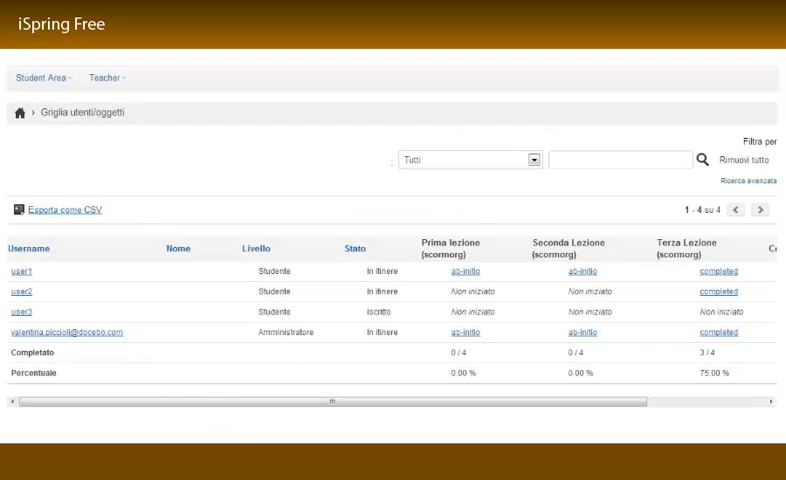 iSpring Free
Student Area Teacher
› Griglia utenti/oggetti
Filtra per
: Tutti Rimuovi tutto
Ricerca avanzata
Esporta come CSV 1 - 4 su 4
Username Nome Livello Stato Prima lezione (scormorg) Seconda Lezione (scormorg) Terza Lezione (scormorg)
user1 Studente In itinere ab-initio ab-initio completed
user2 Studente In itinere Non iniziato Non iniziato completed
user3 Studente Iscritto Non iniziato Non iniziato Non iniziato
valentina.piccioli@docebo.com Amministratore In itinere ab-initio ab-initio completed
Completato 0 / 4 0 / 4 3 / 4
Percentuale 0.00 % 0.00 % 75.00 %